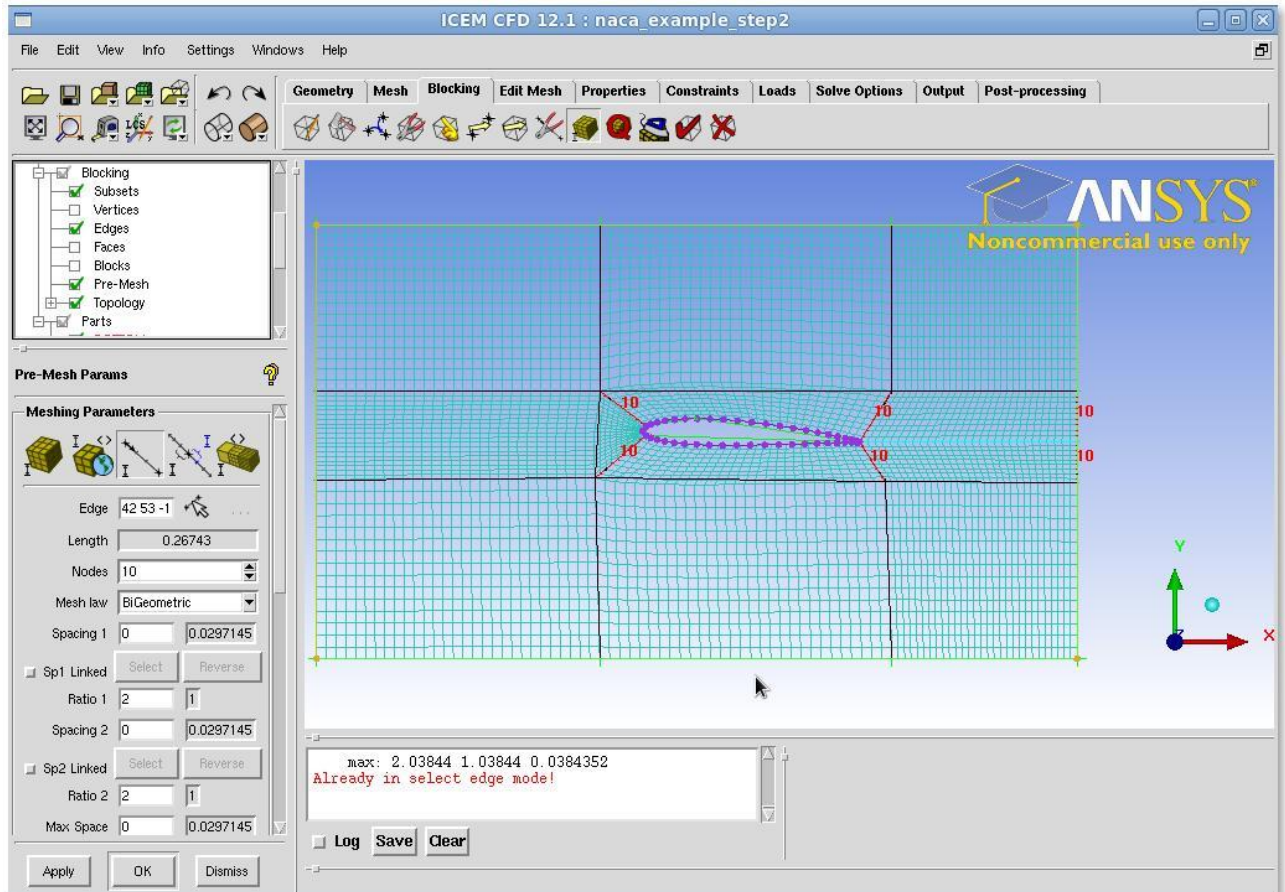 ICEM CFD 12.1 : naca_example_step2
File Edit View Info Settings Windows Help
Geometry Mesh Blocking Edit Mesh Properties Constraints Loads Solve Options Output Post-processing
Blocking
Subsets
Vertices
Edges
Faces
Blocks
Pre-Mesh
Topology
Parts
Pre-Mesh Params
Meshing Parameters
Edge 42 53 -1 ...
Length 0.26743
Nodes 10
Mesh law BiGeometric
Spacing 1 0 0.0297145
Sp1 Linked Select Reverse
Ratio 1 2 1
Spacing 2 0 0.0297145
Sp2 Linked Select Reverse
Ratio 2 2 1
Max Space 0 0.0297145
Apply OK Dismiss
ANSYS®
Noncommercial use only
10 10 10
10 10 10
Y
Z X
max: 2.03844 1.03844 0.0384352
Already in select edge mode!
Log Save Clear